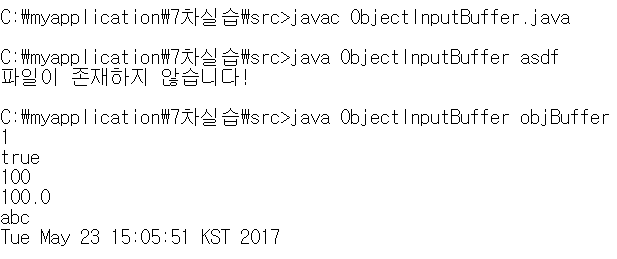 C:₩myapplication₩7차실습₩src>javac ObjectInputBuffer.java
C:₩myapplication₩7차실습₩src>java ObjectInputBuffer asdf
파일이 존재하지 않습니다!
C:₩myapplication₩7차실습₩src>java ObjectInputBuffer objBuffer
1
true
100
100.0
abc
Tue May 23 15:05:51 KST 2017